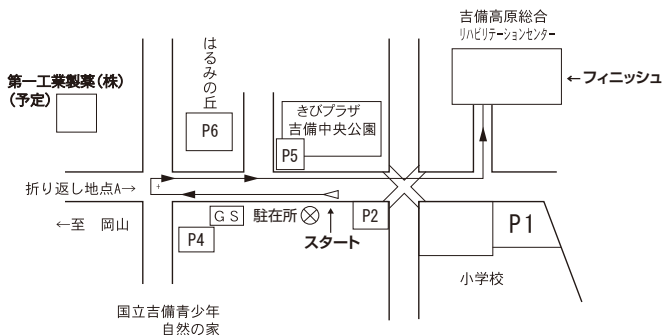 吉備高原総合
リハビリテーションセンター
←フィニッシュ
はるみの丘
第一工業製薬(株)
(予定)
きびプラザ
吉備中央公園
P6
P5
折り返し地点A→
←至　岡山
GS
駐在所
P2
P1
P4
スタート
小学校
国立吉備青少年
自然の家